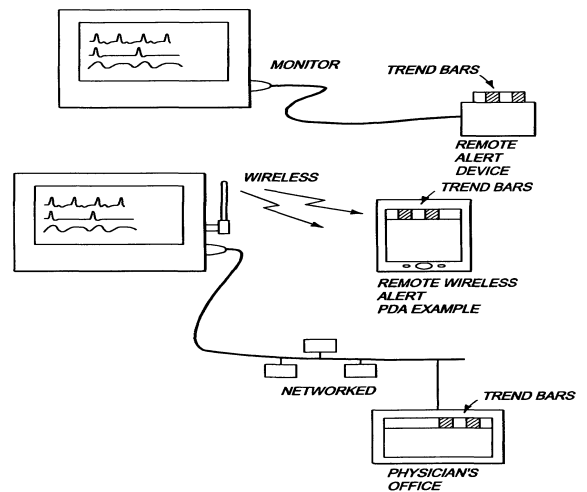 MONITOR
TREND BARS
REMOTE
ALERT
DEVICE
WIRELESS
TREND BARS
REMOTE WIRELESS
ALERT
PDA EXAMPLE
NETWORKED
TREND BARS
PHYSICIAN'S
OFFICE